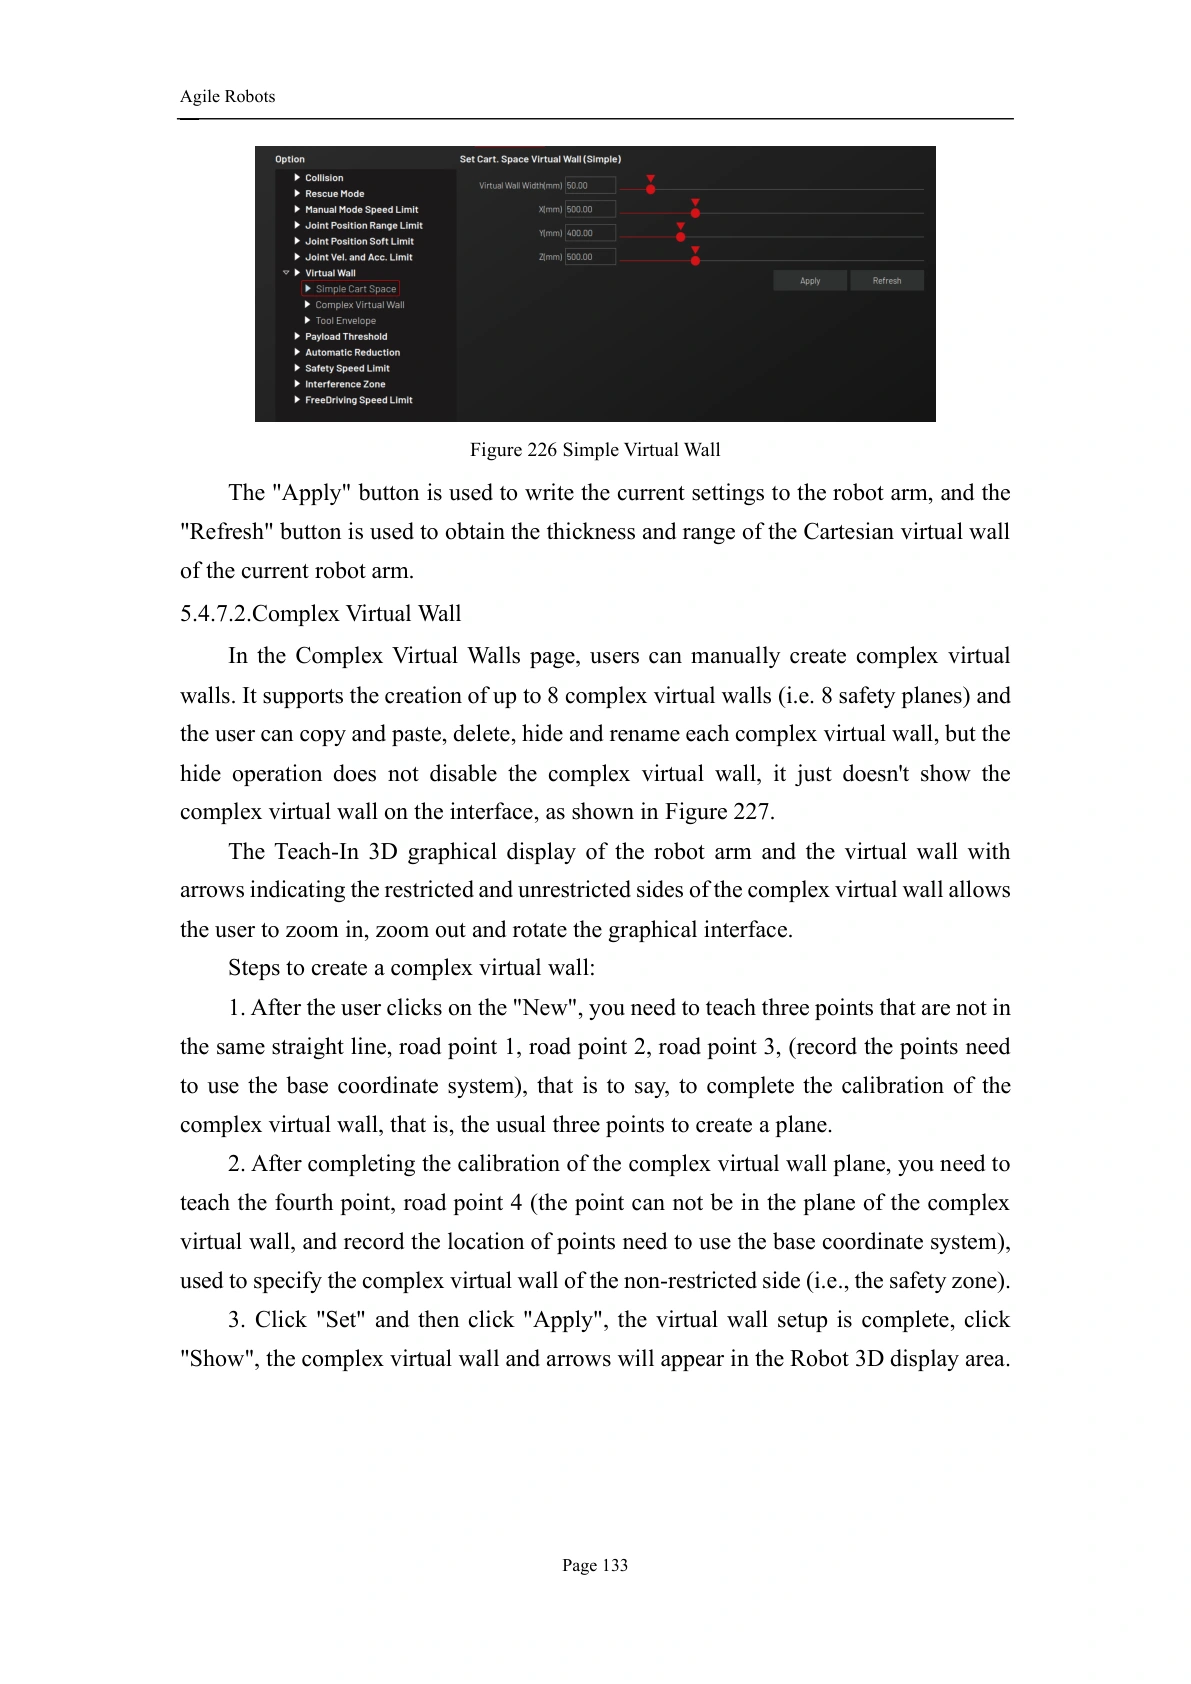 Agile Robots
Option
Collision
Rescue Mode
Manual Mode Speed Limit
Joint Position Range Limit
Joint Position Soft Limit
Joint Vel. and Acc. Limit
Virtual Wall
Simple Cart Space
Complex Virtual Wall
Tool Envelope
Payload Threshold
Automatic Reduction
Safety Speed Limit
Interference Zone
FreeDriving Speed Limit
Set Cart. Space Virtual Wall (Simple)
Virtual Wall Width(mm) 50.00
X(mm) 500.00
Y(mm) 400.00
Z(mm) 500.00
Apply Refresh
Figure 226 Simple Virtual Wall
The "Apply" button is used to write the current settings to the robot arm, and the
"Refresh" button is used to obtain the thickness and range of the Cartesian virtual wall
of the current robot arm.
5.4.7.2.Complex Virtual Wall
In the Complex Virtual Walls page, users can manually create complex virtual
walls. It supports the creation of up to 8 complex virtual walls (i.e. 8 safety planes) and
the user can copy and paste, delete, hide and rename each complex virtual wall, but the
hide operation does not disable the complex virtual wall, it just doesn't show the
complex virtual wall on the interface, as shown in Figure 227.
The Teach-In 3D graphical display of the robot arm and the virtual wall with
arrows indicating the restricted and unrestricted sides of the complex virtual wall allows
the user to zoom in, zoom out and rotate the graphical interface.
Steps to create a complex virtual wall:
1. After the user clicks on the "New", you need to teach three points that are not in
the same straight line, road point 1, road point 2, road point 3, (record the points need
to use the base coordinate system), that is to say, to complete the calibration of the
complex virtual wall, that is, the usual three points to create a plane.
2. After completing the calibration of the complex virtual wall plane, you need to
teach the fourth point, road point 4 (the point can not be in the plane of the complex
virtual wall, and record the location of points need to use the base coordinate system),
used to specify the complex virtual wall of the non-restricted side (i.e., the safety zone).
3. Click "Set" and then click "Apply", the virtual wall setup is complete, click
"Show", the complex virtual wall and arrows will appear in the Robot 3D display area.
Page 133